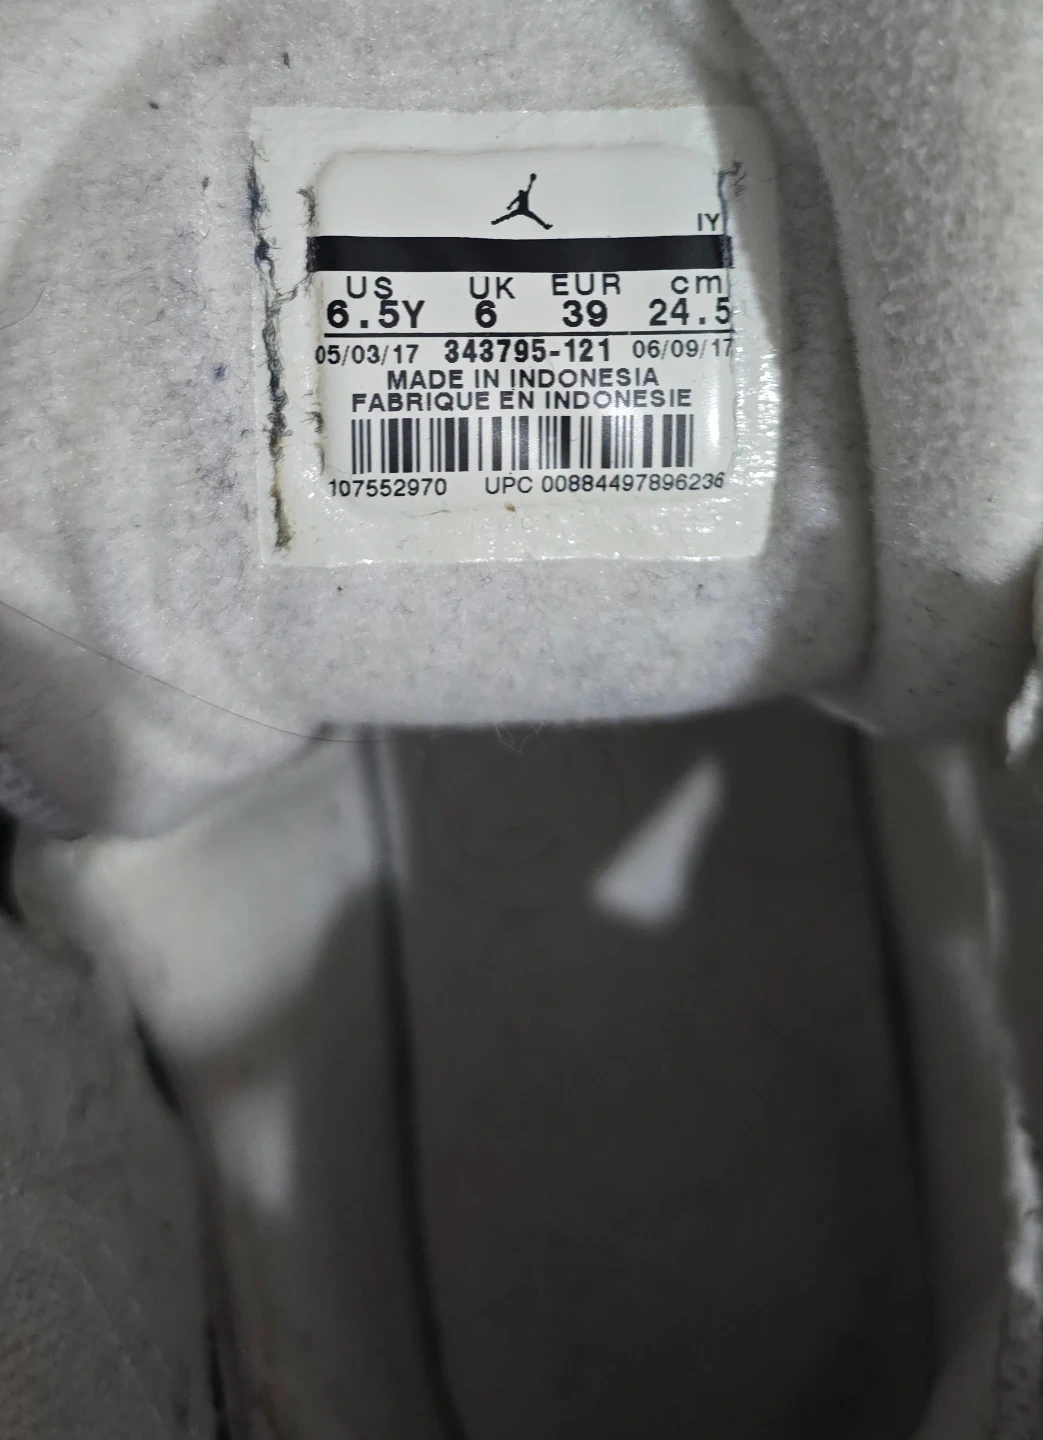 IY
US UK EUR cm
6.5Y 6 39 24.5
05/03/17 343795-121 06/09/17
MADE IN INDONESIA
FABRIQUE EN INDONESIE
107552970 UPC 00884497896236